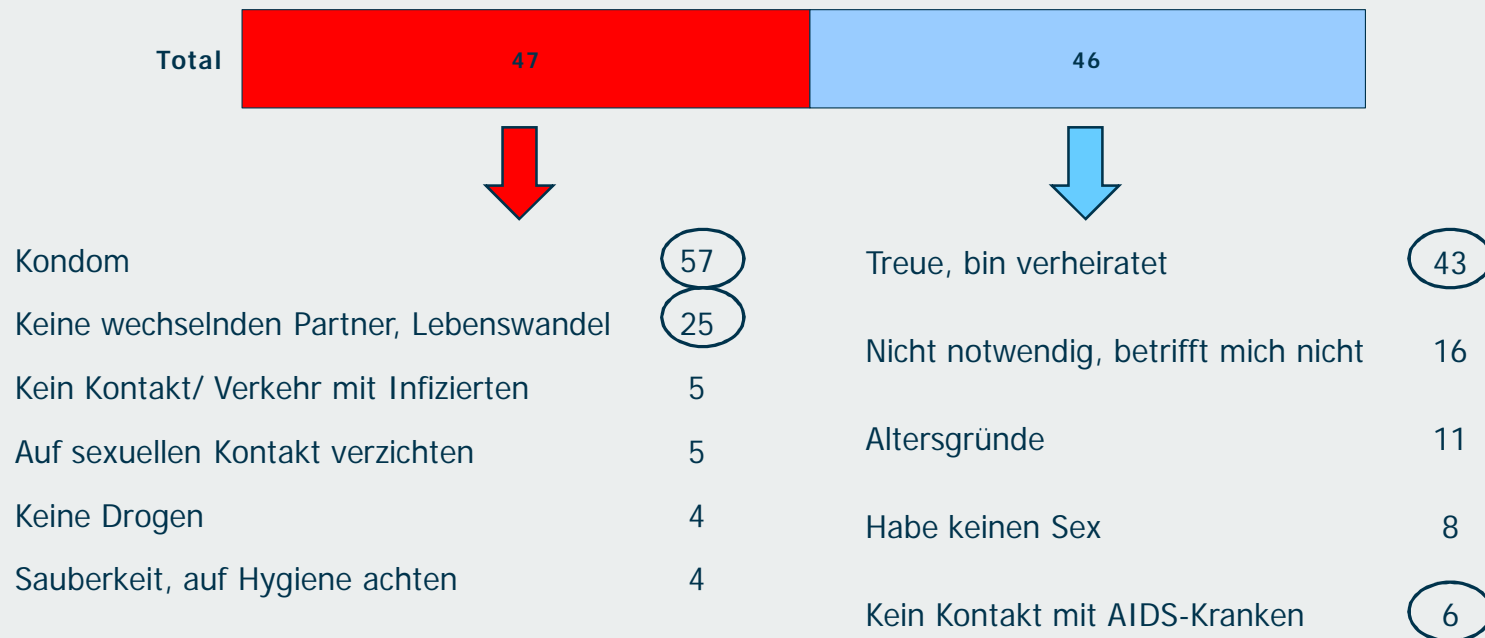 Total 47 46
Kondom 57
Keine wechselnden Partner, Lebenswandel 25
Kein Kontakt/ Verkehr mit Infizierten 5
Auf sexuellen Kontakt verzichten 5
Keine Drogen 4
Sauberkeit, auf Hygiene achten 4
Treue, bin verheiratet 43
Nicht notwendig, betrifft mich nicht 16
Altersgründe 11
Habe keinen Sex 8
Kein Kontakt mit AIDS-Kranken 6